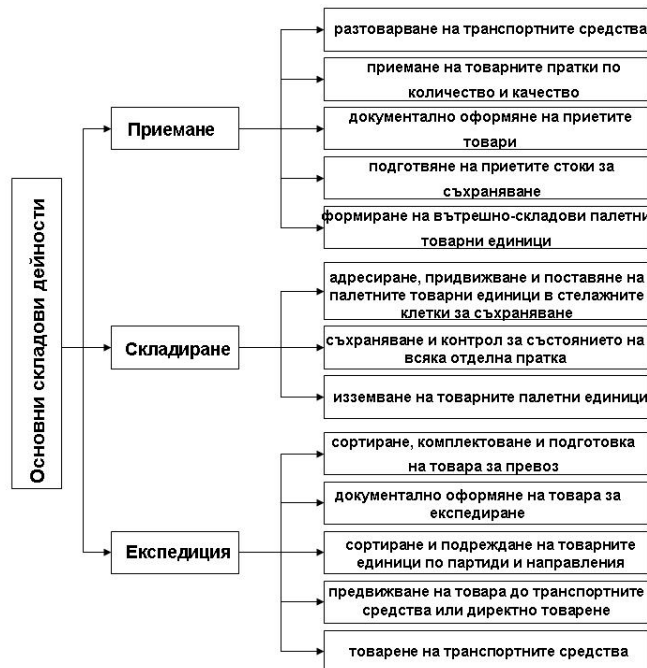 Основни складови дейности
Приемане
разтоварване на транспортните средства
приемане на товарните пратки по
количество и качество
документално оформяне на приетите
товари
подготвяне на приетите стоки за
съхраняване
формиране на вътрешно-складови палетни
товарни единици
Складиране
адресиране, придвижване и поставяне на
палетните товарни единици в стелажните
клетки за съхраняване
съхраняване и контрол за състоянието на
всяка отделна пратка
изземване на товарните палетни единици
Експедиция
сортиране, комплектоване и подготовка
на товара за превоз
документално оформяне на товара за
експедиране
сортиране и подреждане на товарните
единици по партиди и направления
предвижване на товара до транспортните
средства или директно товарене
товарене на транспортните средства